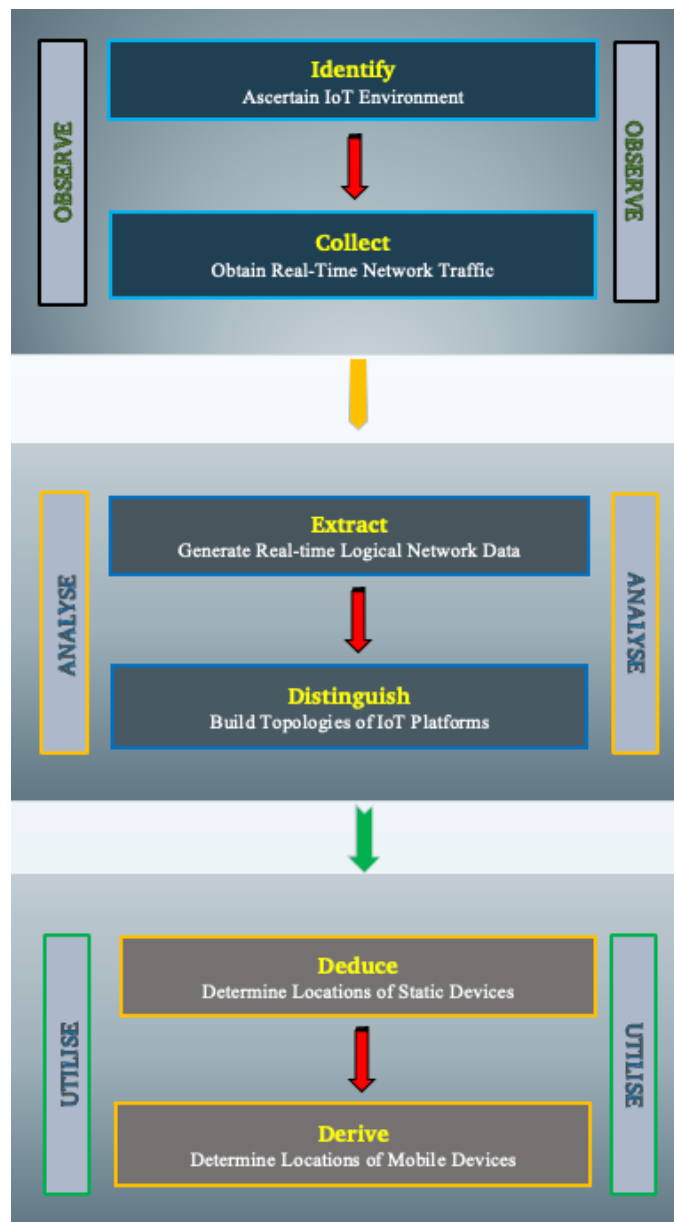 OBSERVE
Identify
Ascertain IoT Environment
Collect
Obtain Real-Time Network Traffic
OBSERVE
ANALYSE
Extract
Generate Real-time Logical Network Data
Distinguish
Build Topologies of IoT Platforms
ANALYSE
UTILISE
Deduce
Determine Locations of Static Devices
Derive
Determine Locations of Mobile Devices
UTILISE